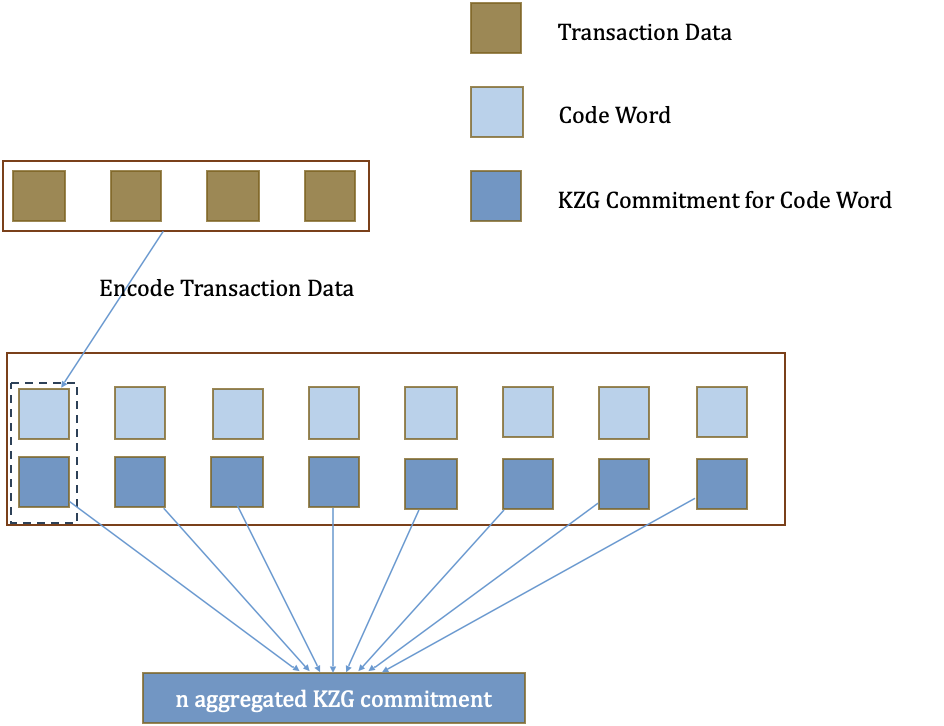 Transaction Data
Code Word
KZG Commitment for Code Word
Encode Transaction Data
n aggregated KZG commitment